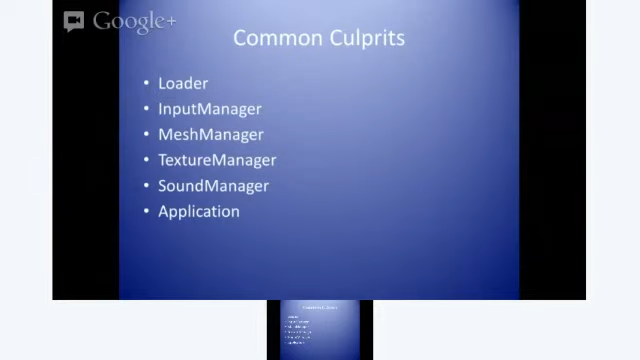 Google+
Common Culprits
• Loader
• InputManager
• MeshManager
• TextureManager
• SoundManager
• Application